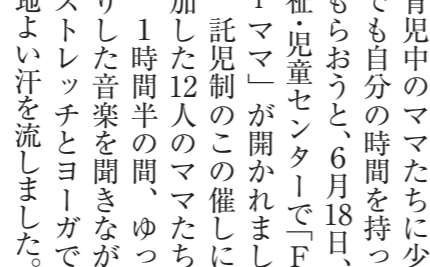 育児中のママたちに少
でも自分の時間を持っ
もらおうと、6月18日、
祉・児童センターで「F
ママ」が開かれまし
託児制のこの催しに
加した12人のママたち
1時間半の間、ゆっ
りした音楽を聞きなが
ストレッチとヨーガで
地よい汗を流しました。